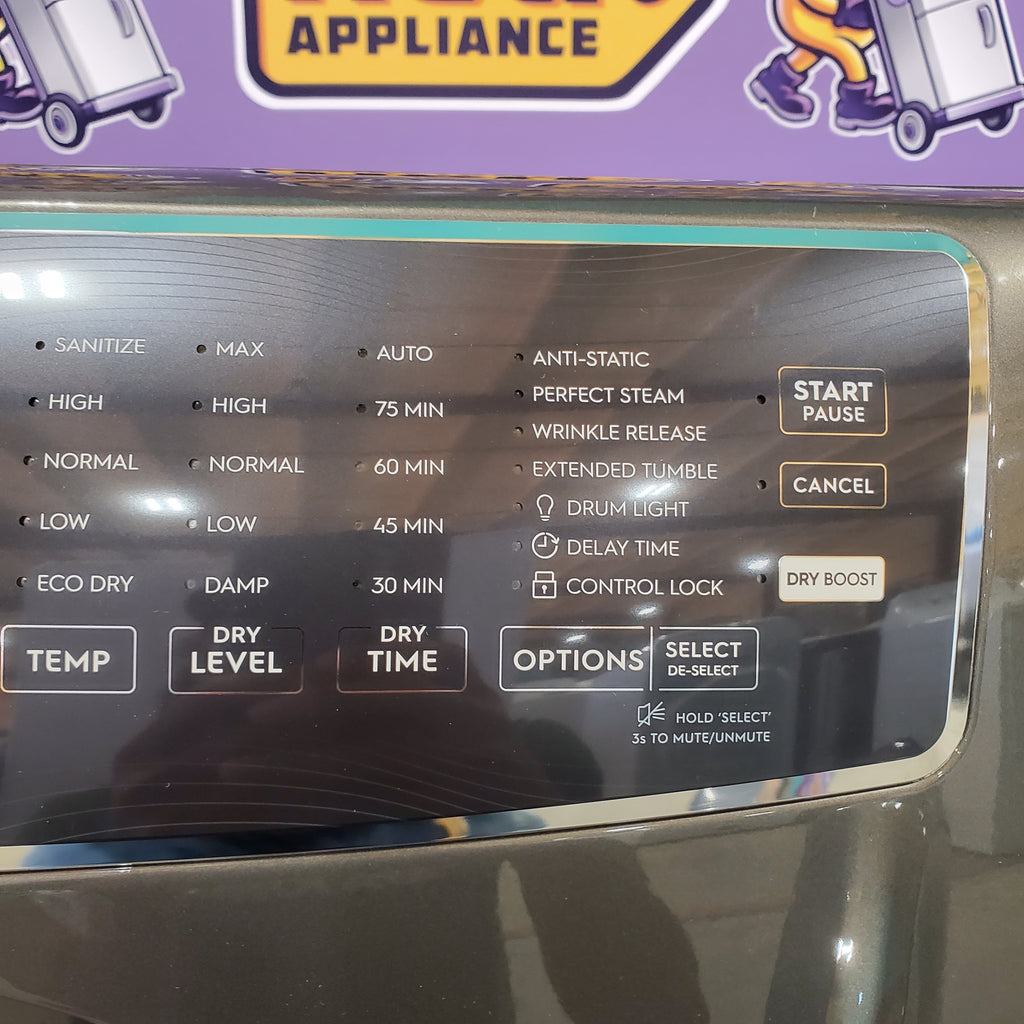 APPLIANCE
SANITIZE
HIGH
NORMAL
LOW
ECO DRY
TEMP
MAX
HIGH
NORMAL
LOW
DAMP
DRY
LEVEL
AUTO
75 MIN
60 MIN
45 MIN
30 MIN
DRY
TIME
ANTI-STATIC
PERFECT STEAM
WRINKLE RELEASE
EXTENDED TUMBLE
DRUM LIGHT
DELAY TIME
CONTROL LOCK
OPTIONS
SELECT
DE-SELECT
HOLD ‘SELECT’
3s TO MUTE/UNMUTE
START
PAUSE
CANCEL
DRY BOOST